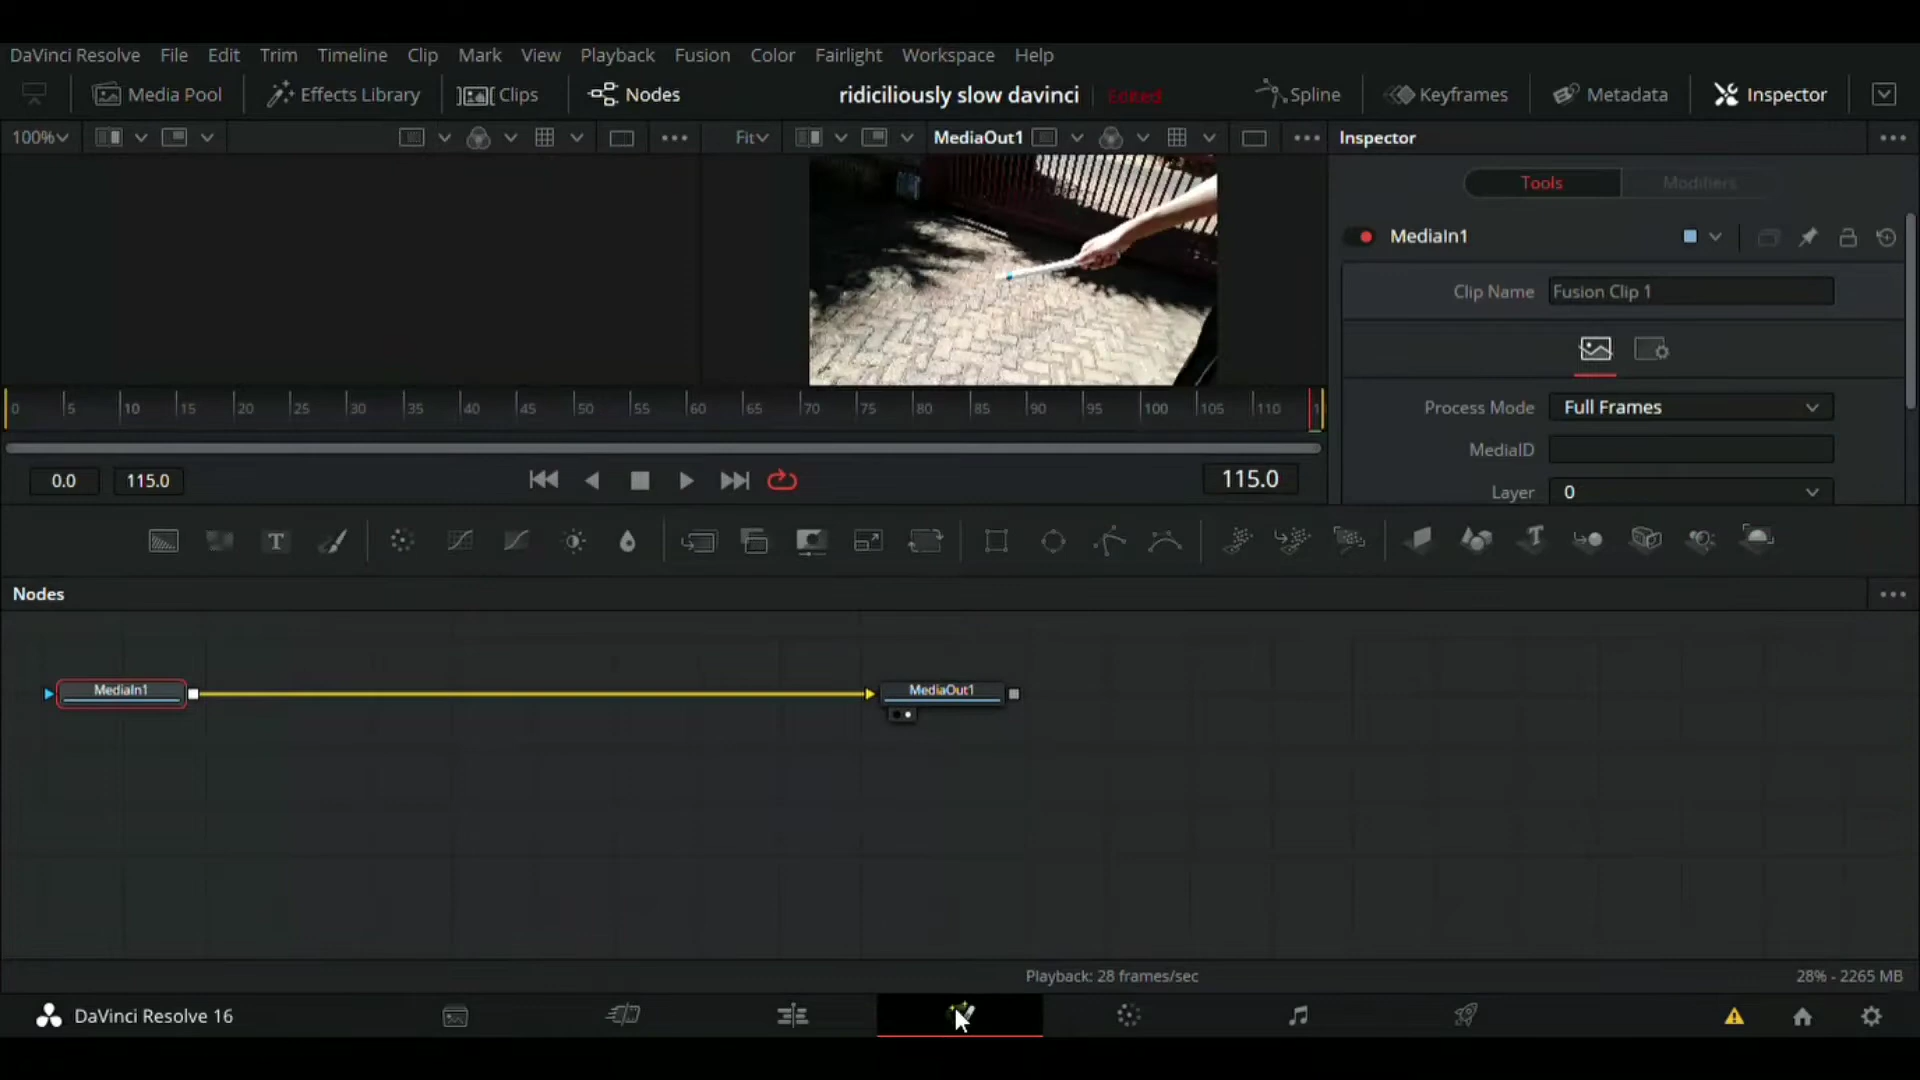 DaVinci Resolve File Edit Trim Timeline Clip Mark View Playback Fusion Color Fairlight Workspace Help
Media Pool Effects Library Clips Nodes ridiciliously slow davinci Edited Spline Keyframes Metadata Inspector
100% Fit MediaOut1 Inspector
Tools Modifiers
MediaIn1
Clip Name Fusion Clip 1
0 5 10 15 20 25 30 35 40 45 50 55 60 65 70 75 80 85 90 95 100 105 110 1
Process Mode Full Frames
MediaID
0.0 115.0 115.0
Layer 0
T T
Nodes
MediaIn1 MediaOut1
Playback: 28 frames/sec 28% - 2265 MB
DaVinci Resolve 16